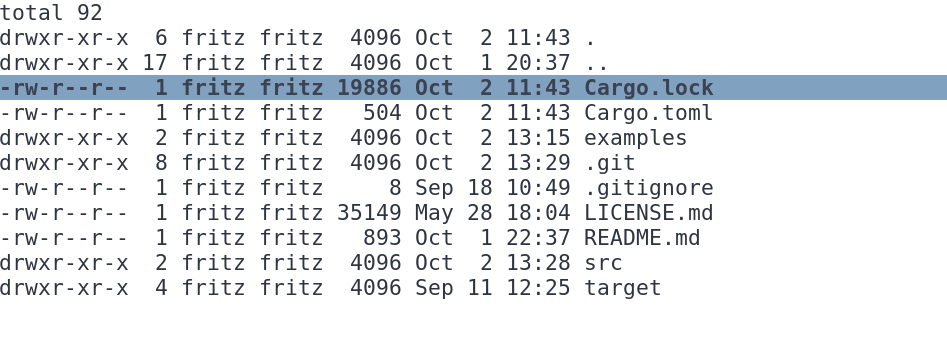 total 92
drwxr-xr-x  6 fritz fritz  4096 Oct  2 11:43 .
drwxr-xr-x 17 fritz fritz  4096 Oct  1 20:37 ..
-rw-r--r--  1 fritz fritz 19886 Oct  2 11:43 Cargo.lock
-rw-r--r--  1 fritz fritz   504 Oct  2 11:43 Cargo.toml
drwxr-xr-x  2 fritz fritz  4096 Oct  2 13:15 examples
drwxr-xr-x  8 fritz fritz  4096 Oct  2 13:29 .git
-rw-r--r--  1 fritz fritz     8 Sep 18 10:49 .gitignore
-rw-r--r--  1 fritz fritz 35149 May 28 18:04 LICENSE.md
-rw-r--r--  1 fritz fritz   893 Oct  1 22:37 README.md
drwxr-xr-x  2 fritz fritz  4096 Oct  2 13:28 src
drwxr-xr-x  4 fritz fritz  4096 Sep 11 12:25 target